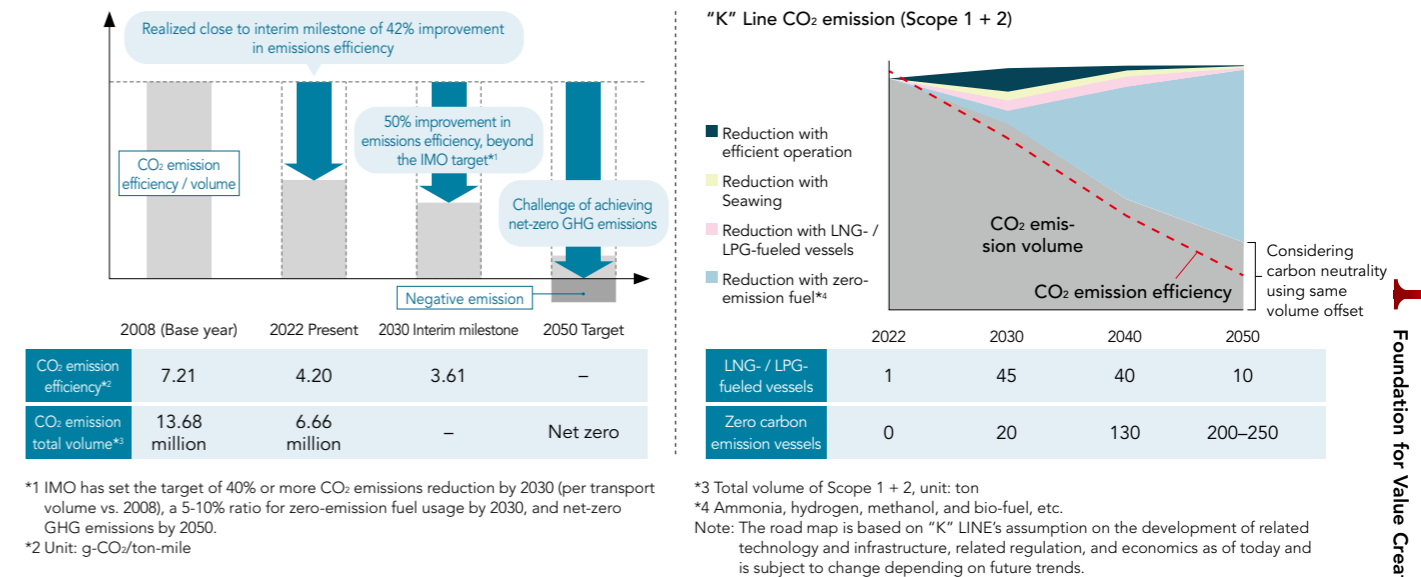 Realized close to interim milestone of 42% improvement
in emissions efficiency
50% improvement in
emissions efficiency, beyond
the IMO target*1
CO2 emission
efficiency / volume
Challenge of achieving
net-zero GHG emissions
Negative emission
2008 (Base year) 2022 Present 2030 Interim milestone 2050 Target
CO2 emission
efficiency*2
7.21 4.20 3.61 –
CO2 emission
total volume*3
13.68
million
6.66
million
–
Net zero
*1 IMO has set the target of 40% or more CO2 emissions reduction by 2030 (per transport
volume vs. 2008), a 5-10% ratio for zero-emission fuel usage by 2030, and net-zero
GHG emissions by 2050.
*2 Unit: g-CO2/ton-mile
“K” Line CO2 emission (Scope 1 + 2)
Reduction with
efficient operation
Reduction with
Seawing
Reduction with LNG- /
LPG-fueled vessels
Reduction with zero-
emission fuel*4
CO2 emis-
sion volume
CO2 emission efficiency
Considering
carbon neutrality
using same
volume offset
2022 2030 2040 2050
LNG- / LPG-
fueled vessels
1 45 40 10
Zero carbon
emission vessels
0 20 130 200–250
*3 Total volume of Scope 1 + 2, unit: ton
*4 Ammonia, hydrogen, methanol, and bio-fuel, etc.
Note: The road map is based on “K” LINE’s assumption on the development of related
technology and infrastructure, related regulation, and economics as of today and
is subject to change depending on future trends.
Foundation for Value Crea